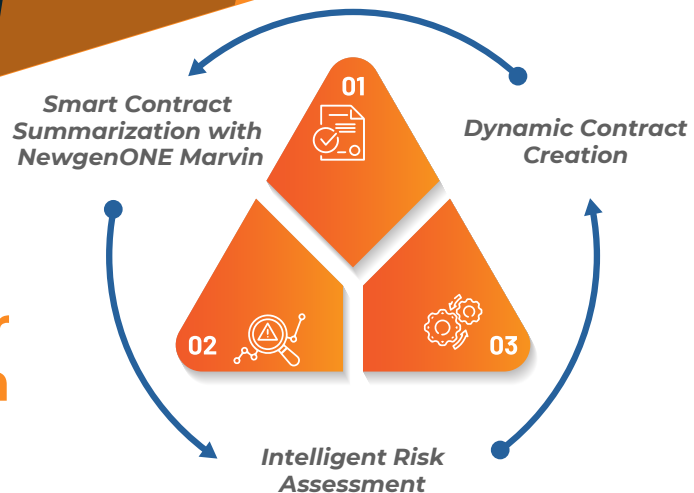 01
Smart Contract
Summarization with
NewgenONE Marvin
Dynamic Contract
Creation
02
03
Intelligent Risk
Assessment